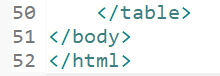 50 </table>
51 </body>
52 </html>